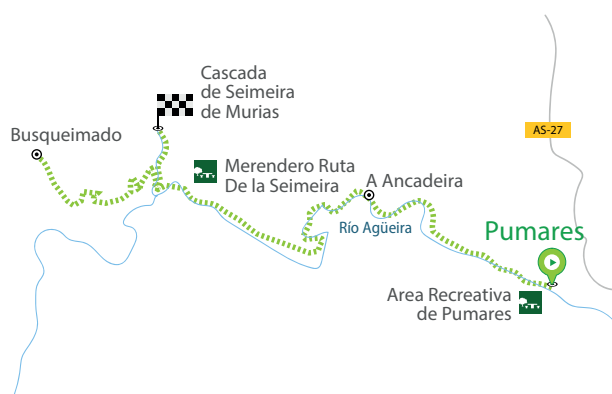 Cascada
de Seimeira
de Murias
Busqueimado
AS-27
Merendero Ruta
De la Seimeira
A Ancadeira
Río Agüeira
Pumares
Area Recreativa
de Pumares